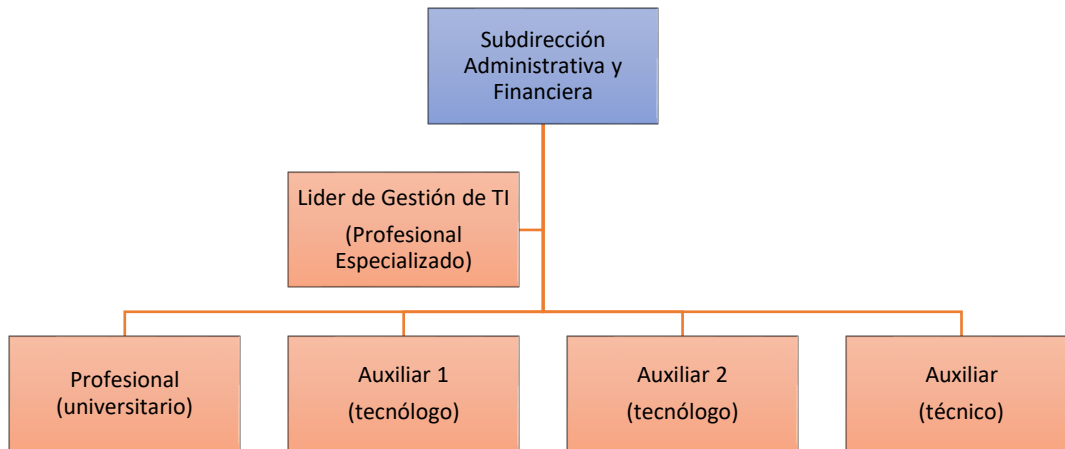 Subdirección
Administrativa y
Financiera
Lider de Gestión de TI
(Profesional
Especializado)
Profesional
(universitario)
Auxiliar 1
(tecnólogo)
Auxiliar 2
(tecnólogo)
Auxiliar
(técnico)